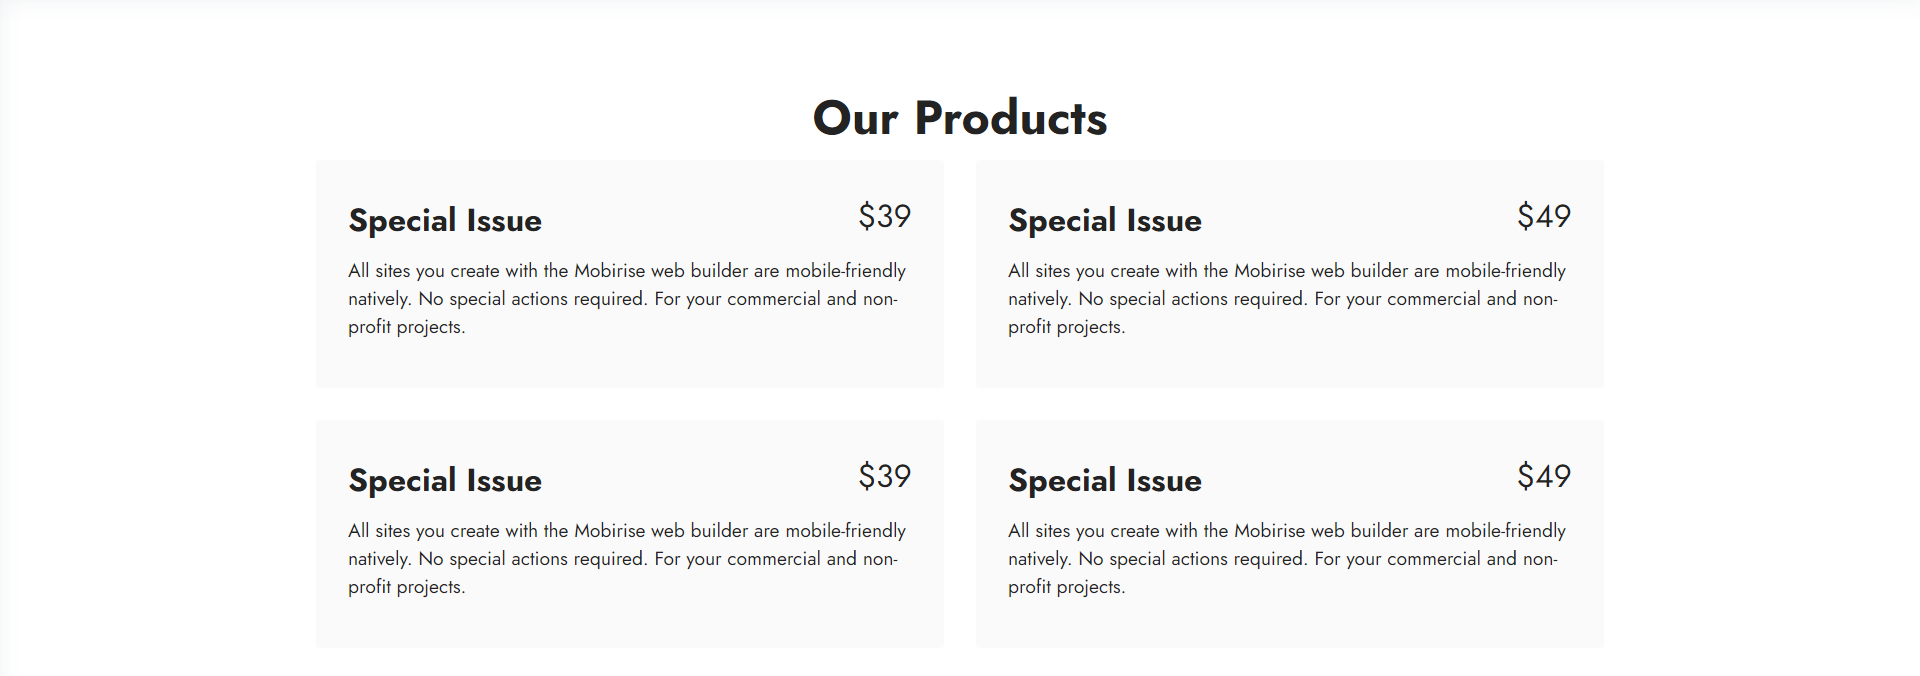 Our Products
Special Issue $39
All sites you create with the Mobirise web builder are mobile-friendly
natively. No special actions required. For your commercial and non-
profit projects.
Special Issue $49
All sites you create with the Mobirise web builder are mobile-friendly
natively. No special actions required. For your commercial and non-
profit projects.
Special Issue $39
All sites you create with the Mobirise web builder are mobile-friendly
natively. No special actions required. For your commercial and non-
profit projects.
Special Issue $49
All sites you create with the Mobirise web builder are mobile-friendly
natively. No special actions required. For your commercial and non-
profit projects.